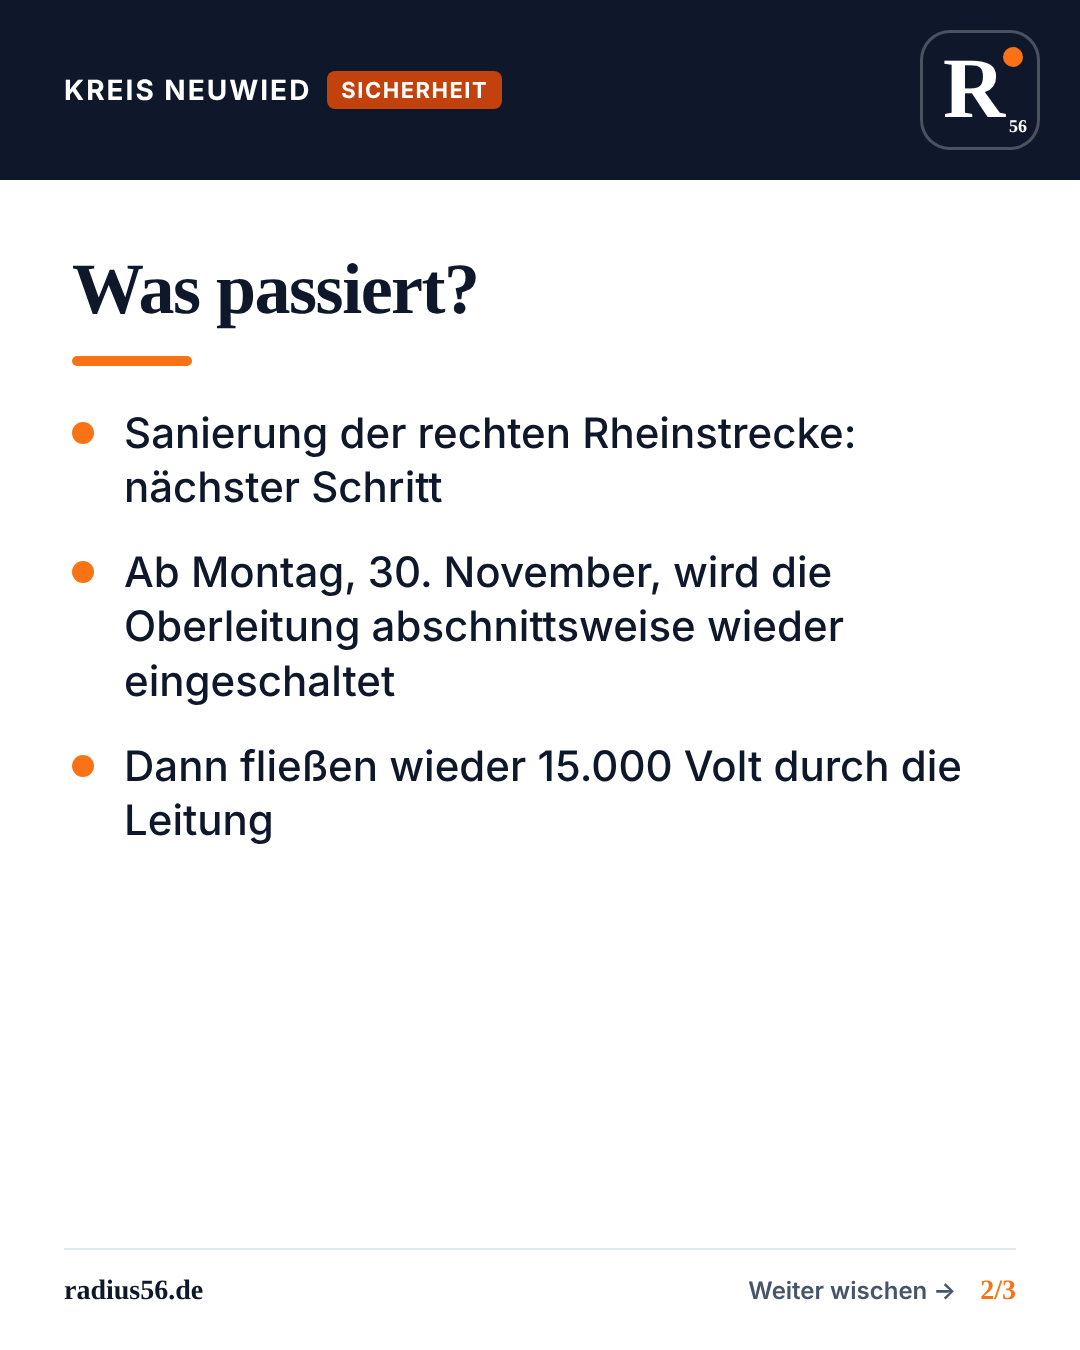 KREIS NEUWIED SICHERHEIT
R
56
Was passiert?
Sanierung der rechten Rheinstrecke:
nächster Schritt
Ab Montag, 30. November, wird die
Oberleitung abschnittsweise wieder
eingeschaltet
Dann fließen wieder 15.000 Volt durch die
Leitung
radius56.de
Weiter wischen → 2/3